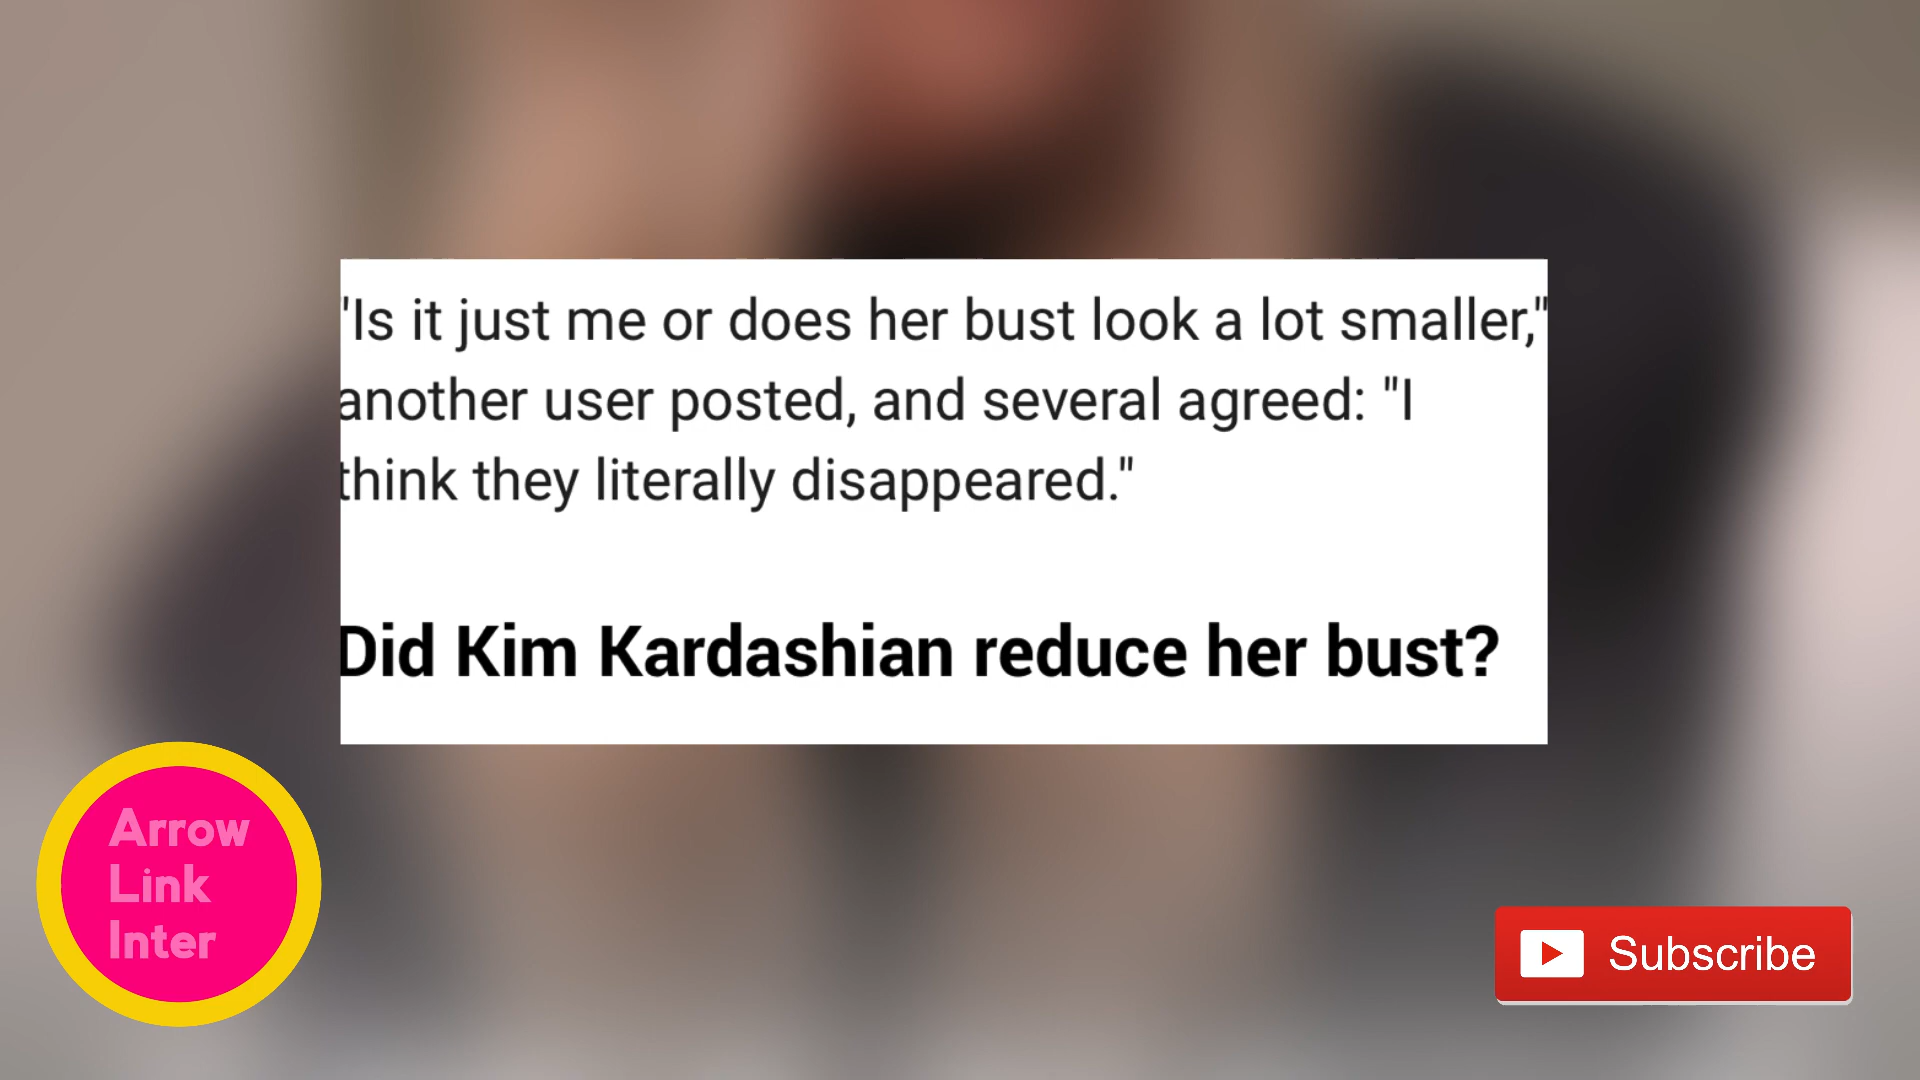 "Is it just me or does her bust look a lot smaller,"
another user posted, and several agreed: "I
think they literally disappeared."
Did Kim Kardashian reduce her bust?
Arrow
Link
Inter
Subscribe